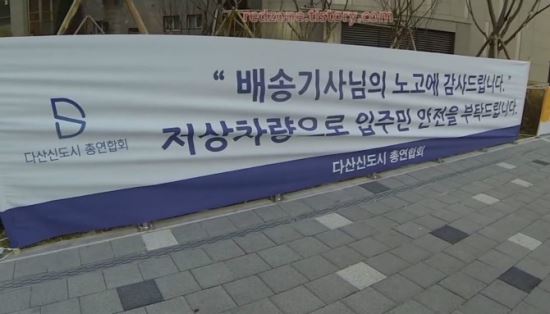 redzone.tistory.com
“ 배송기사님의 노고에 감사드립니다. ”
저상차량으로 입주민 안전을 부탁드립니다.
다산신도시 총연합회
다산신도시 총연합회